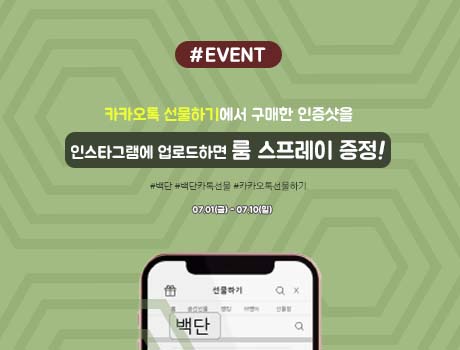 #EVENT
카카오톡 선물하기에서 구매한 인증샷을
인스타그램에 업로드하면 룸 스프레이 증정!
#백단 #백단카톡선물 #카카오톡선물하기
07.01(금) - 07.10(일)
선물하기 X
홈 랭킹
백단